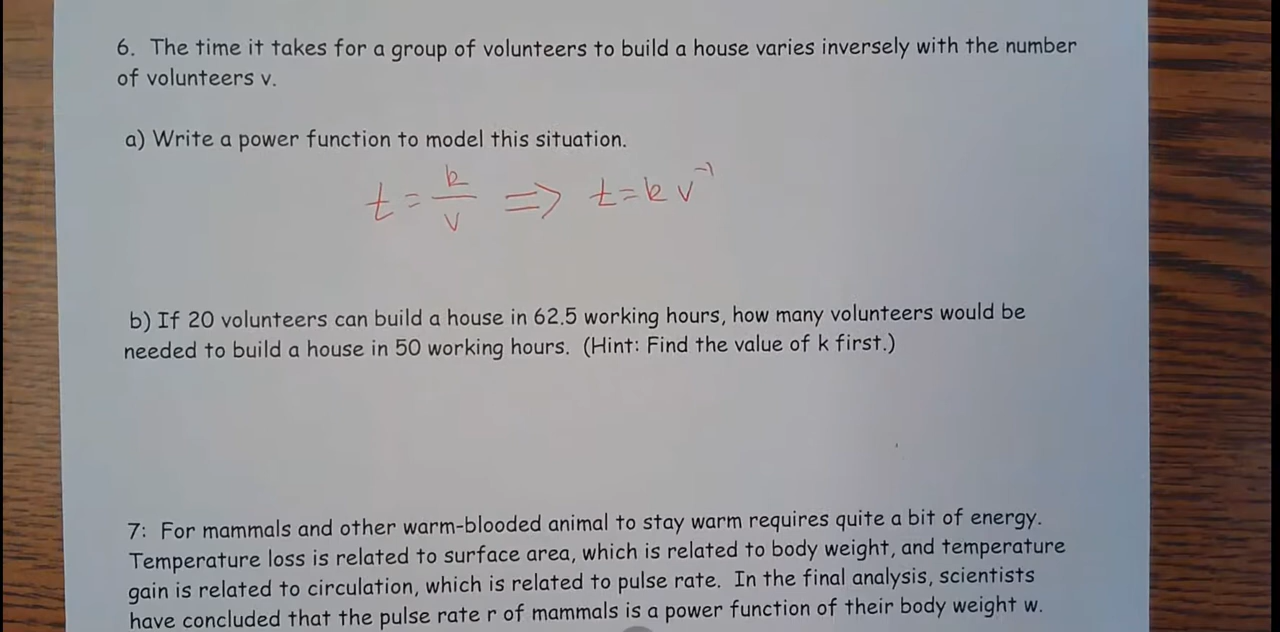 6. The time it takes for a group of volunteers to build a house varies inversely with the number
of volunteers v.
a) Write a power function to model this situation.
t = k/v ⟹ t = k v⁻¹
b) If 20 volunteers can build a house in 62.5 working hours, how many volunteers would be
needed to build a house in 50 working hours. (Hint: Find the value of k first.)
7: For mammals and other warm-blooded animal to stay warm requires quite a bit of energy.
Temperature loss is related to surface area, which is related to body weight, and temperature
gain is related to circulation, which is related to pulse rate. In the final analysis, scientists
have concluded that the pulse rate r of mammals is a power function of their body weight w.